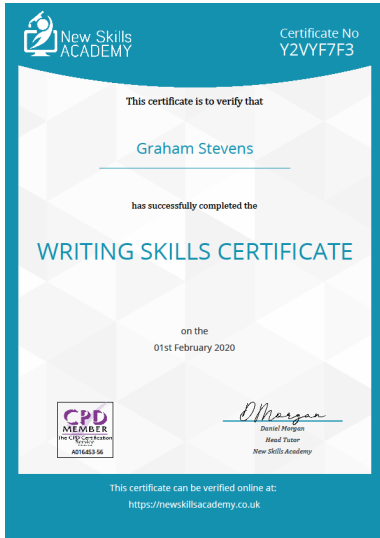 New Skills
ACADEMY
Certificate No
Y2VYF7F3
This certificate is to verify that
Graham Stevens
has successfully completed the
WRITING SKILLS CERTIFICATE
on the
01st February 2020
CPD
MEMBER
The CPD Certification
Service
A016453-56
DMorgan
Daniel Morgan
Head Tutor
New Skills Academy
This certificate can be verified online at:
https://newskillsacademy.co.uk